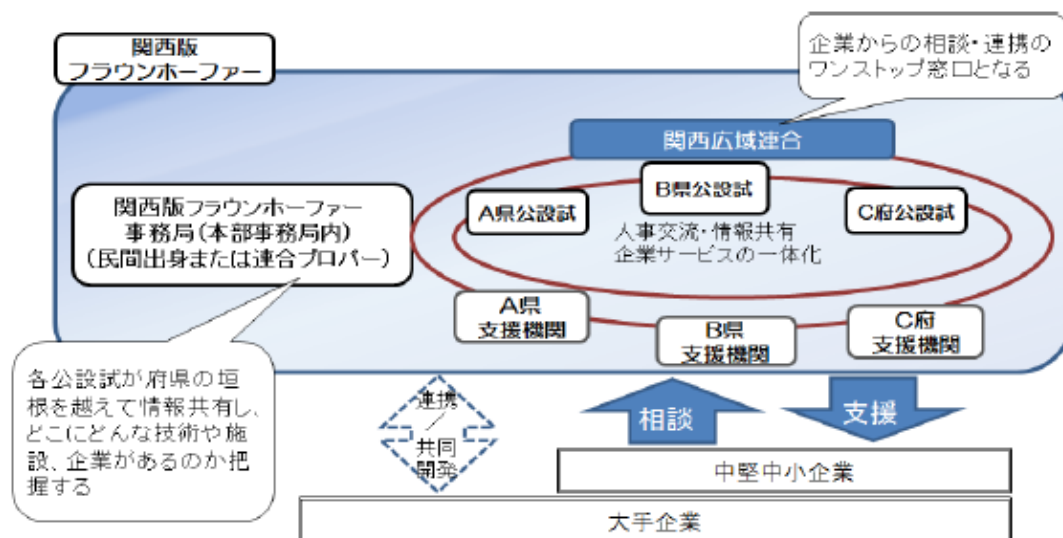 関西版
フラウンホーファー
企業からの相談・連携の
ワンストップ窓口となる
関西広域連合
B県公設試
A県公設試
C府公設試
人事交流・情報共有
企業サービスの一体化
関西版フラウンホーファー
事務局(本部事務局内)
(民間出身または連合プロパー)
A県
支援機関
B県
支援機関
C府
支援機関
各公設試が府県の垣
根を越えて情報共有し、
どこにどんな技術や施
設、企業があるのか把
握する
連携
/
共同
開発
相談
支援
中堅中小企業
大手企業